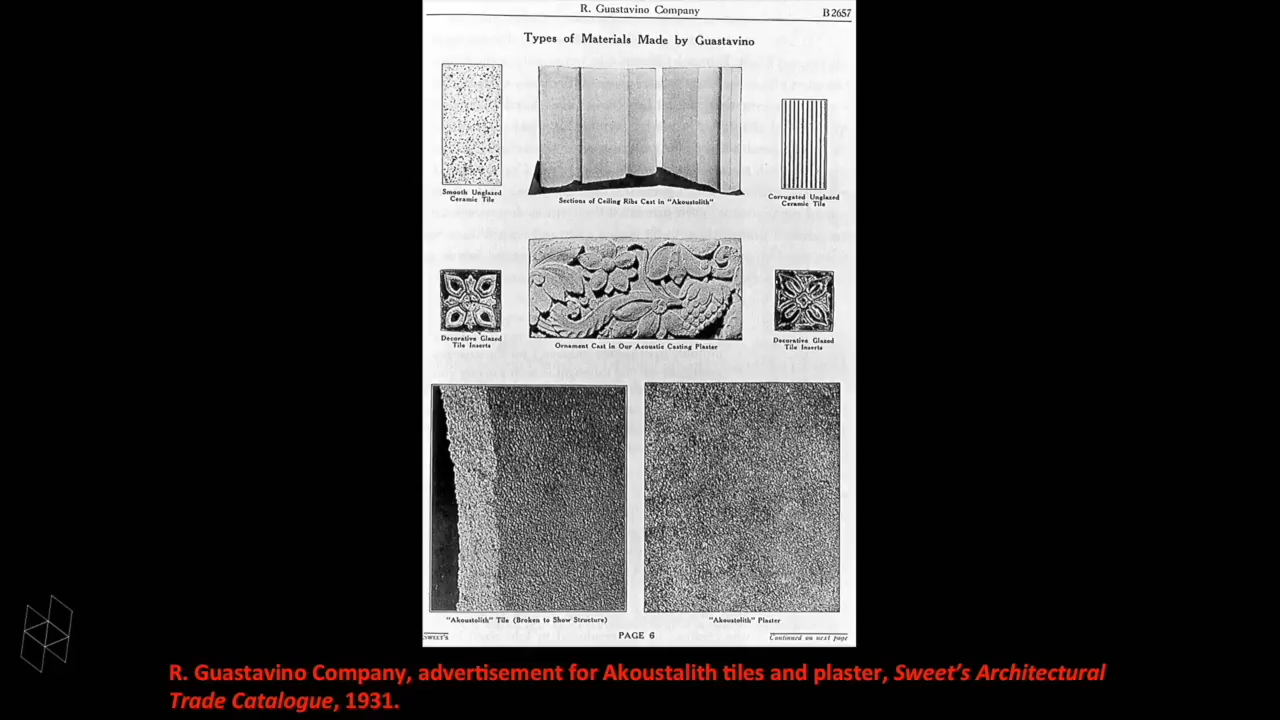 R. Guastavino Company
B 2657
Types of Materials Made by Guastavino
Smooth Unglazed
Ceramic Tile
Sections of Ceiling Ribs Cast in "Akoustolith"
Corrugated Unglazed
Ceramic Tile
Decorative Glazed
Tile Inserts
Ornament Cast in Our Acoustic Casting Plaster
Decorative Glazed
Tile Inserts
"Akoustolith" Tile (Broken to Show Structure)
"Akoustolith" Plaster
SWEET'S
PAGE 6
Continued on next page
R. Guastavino Company, advertisement for Akoustalith tiles and plaster, Sweet's Architectural
Trade Catalogue, 1931.